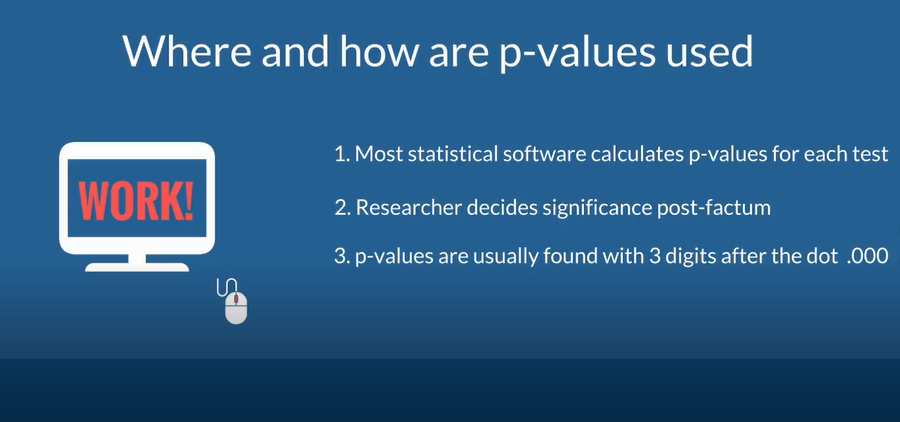 Where and how are p-values used
WORK!
1. Most statistical software calculates p-values for each test
2. Researcher decides significance post-factum
3. p-values are usually found with 3 digits after the dot .000